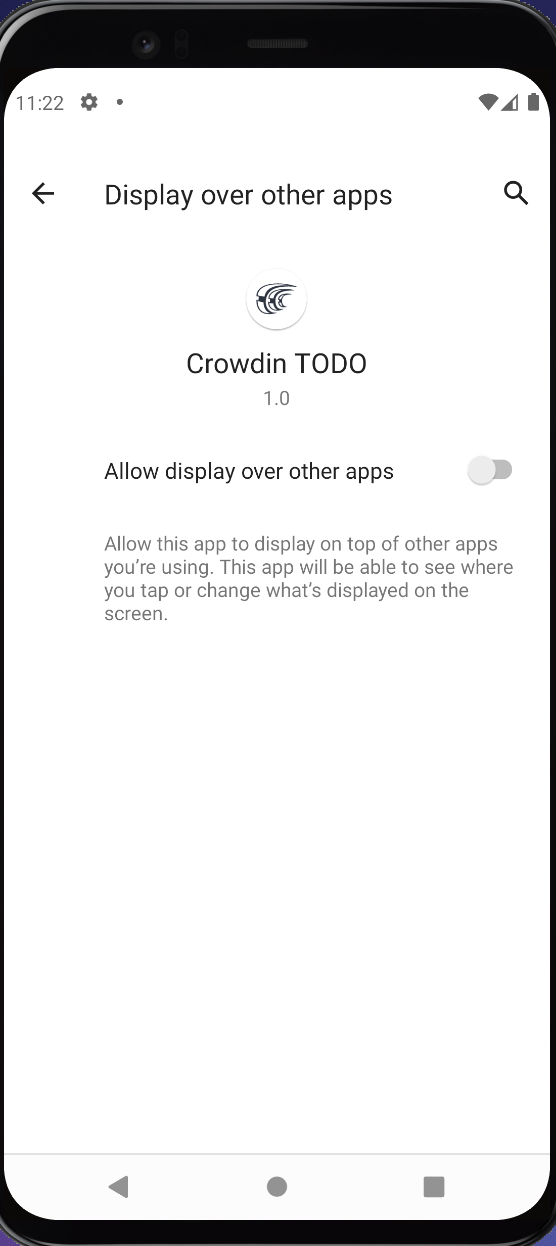 11:22
Display over other apps
Crowdin TODO
1.0
Allow display over other apps
Allow this app to display on top of other apps
you’re using. This app will be able to see where
you tap or change what’s displayed on the
screen.